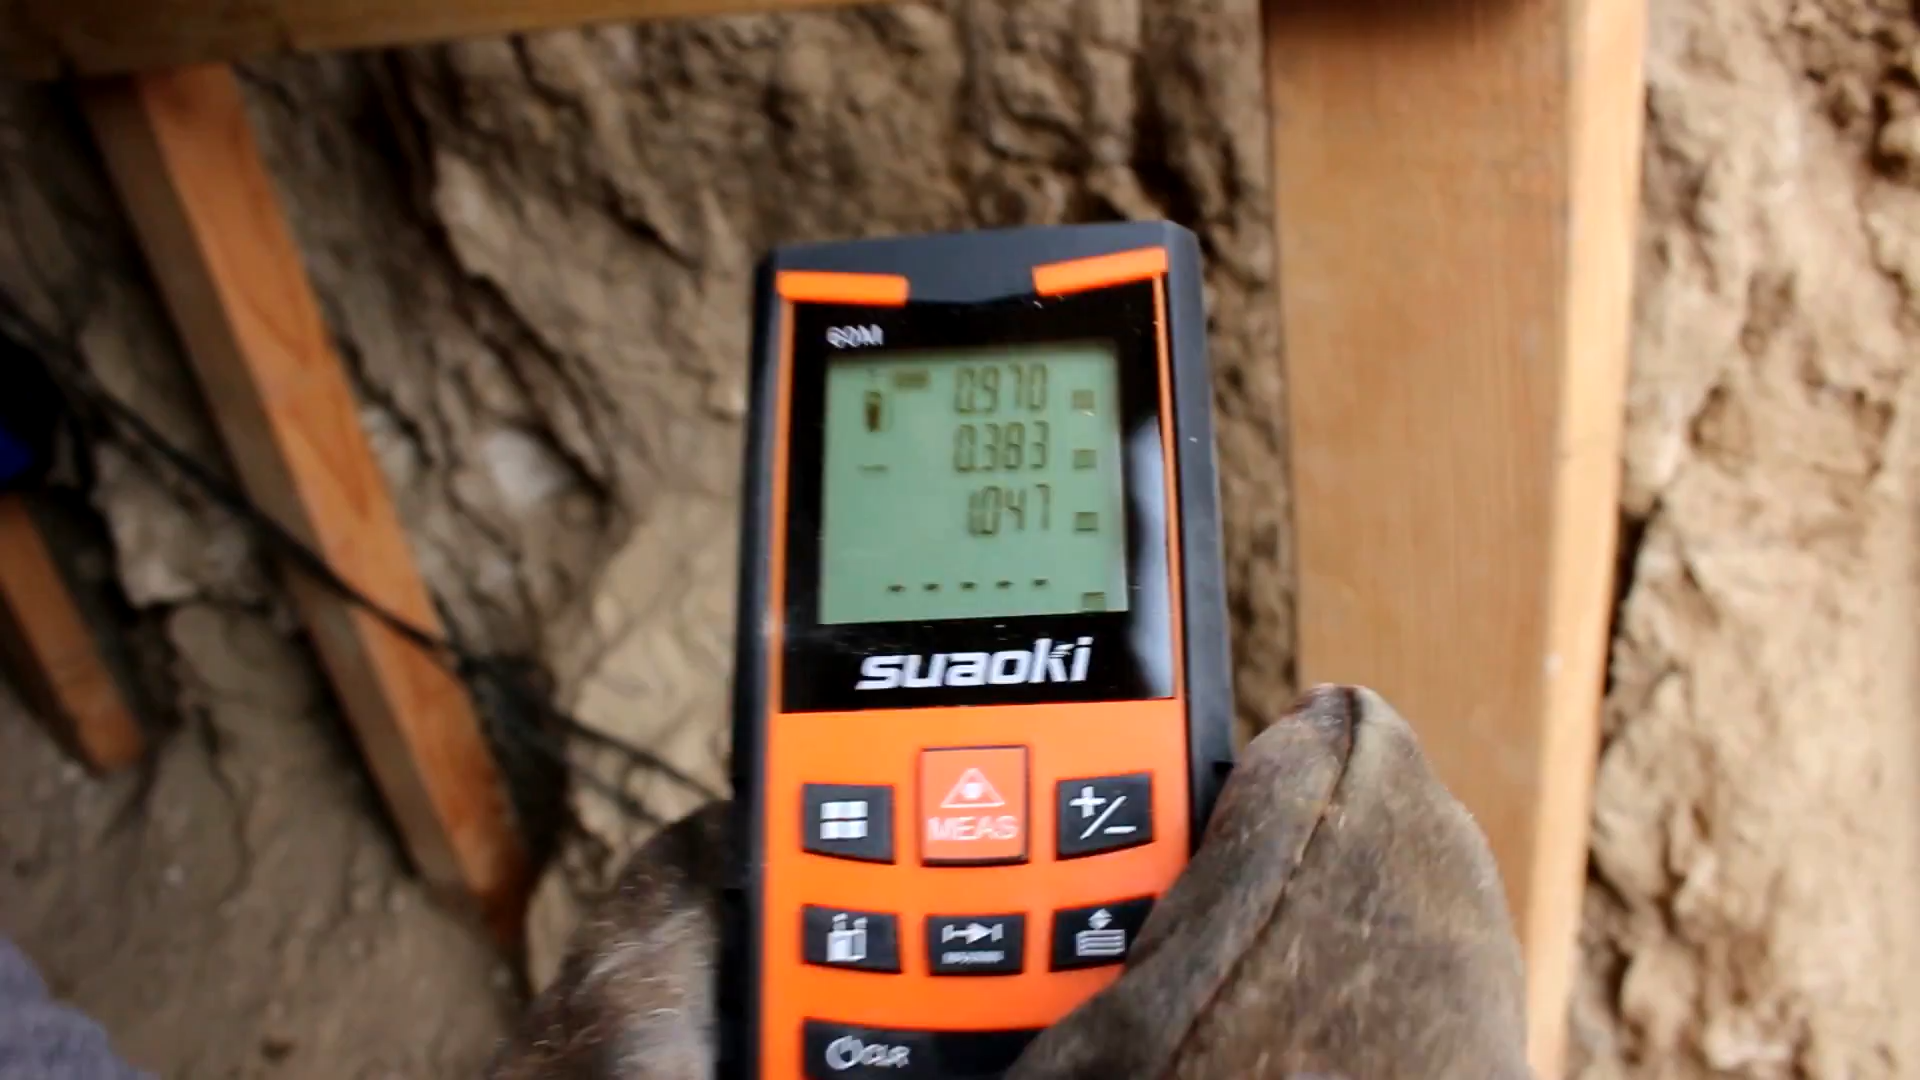 60M
0.970
0.383
1.047
- - - - -
suaoki
MEAS
+/-
CLR